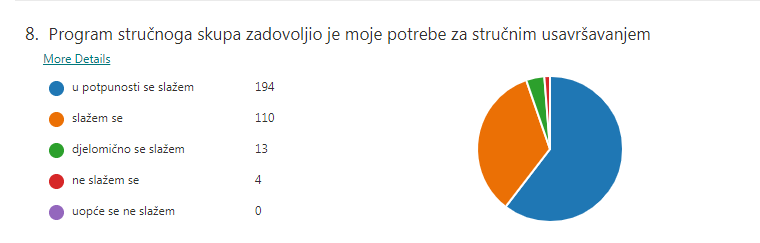 8. Program stručnoga skupa zadovoljio je moje potrebe za stručnim usavršavanjem
More Details
u potpunosti se slažem 194
slažem se 110
djelomično se slažem 13
ne slažem se 4
uopće se ne slažem 0